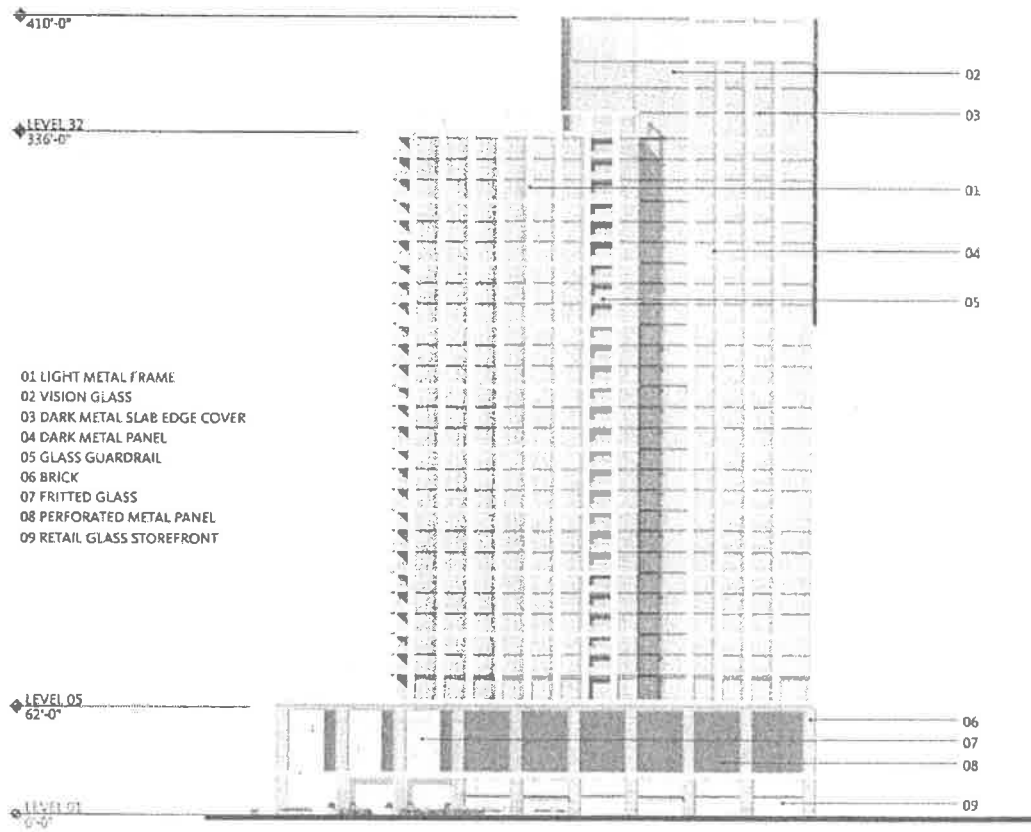 410'-0"
02
03
LEVEL 32
336'-0"
01
04
05
01 LIGHT METAL FRAME
02 VISION GLASS
03 DARK METAL SLAB EDGE COVER
04 DARK METAL PANEL
05 GLASS GUARDRAIL
06 BRICK
07 FRITTED GLASS
08 PERFORATED METAL PANEL
09 RETAIL GLASS STOREFRONT
LEVEL 05
62'-0"
06
07
08
09
LEVEL 01
0'-0"